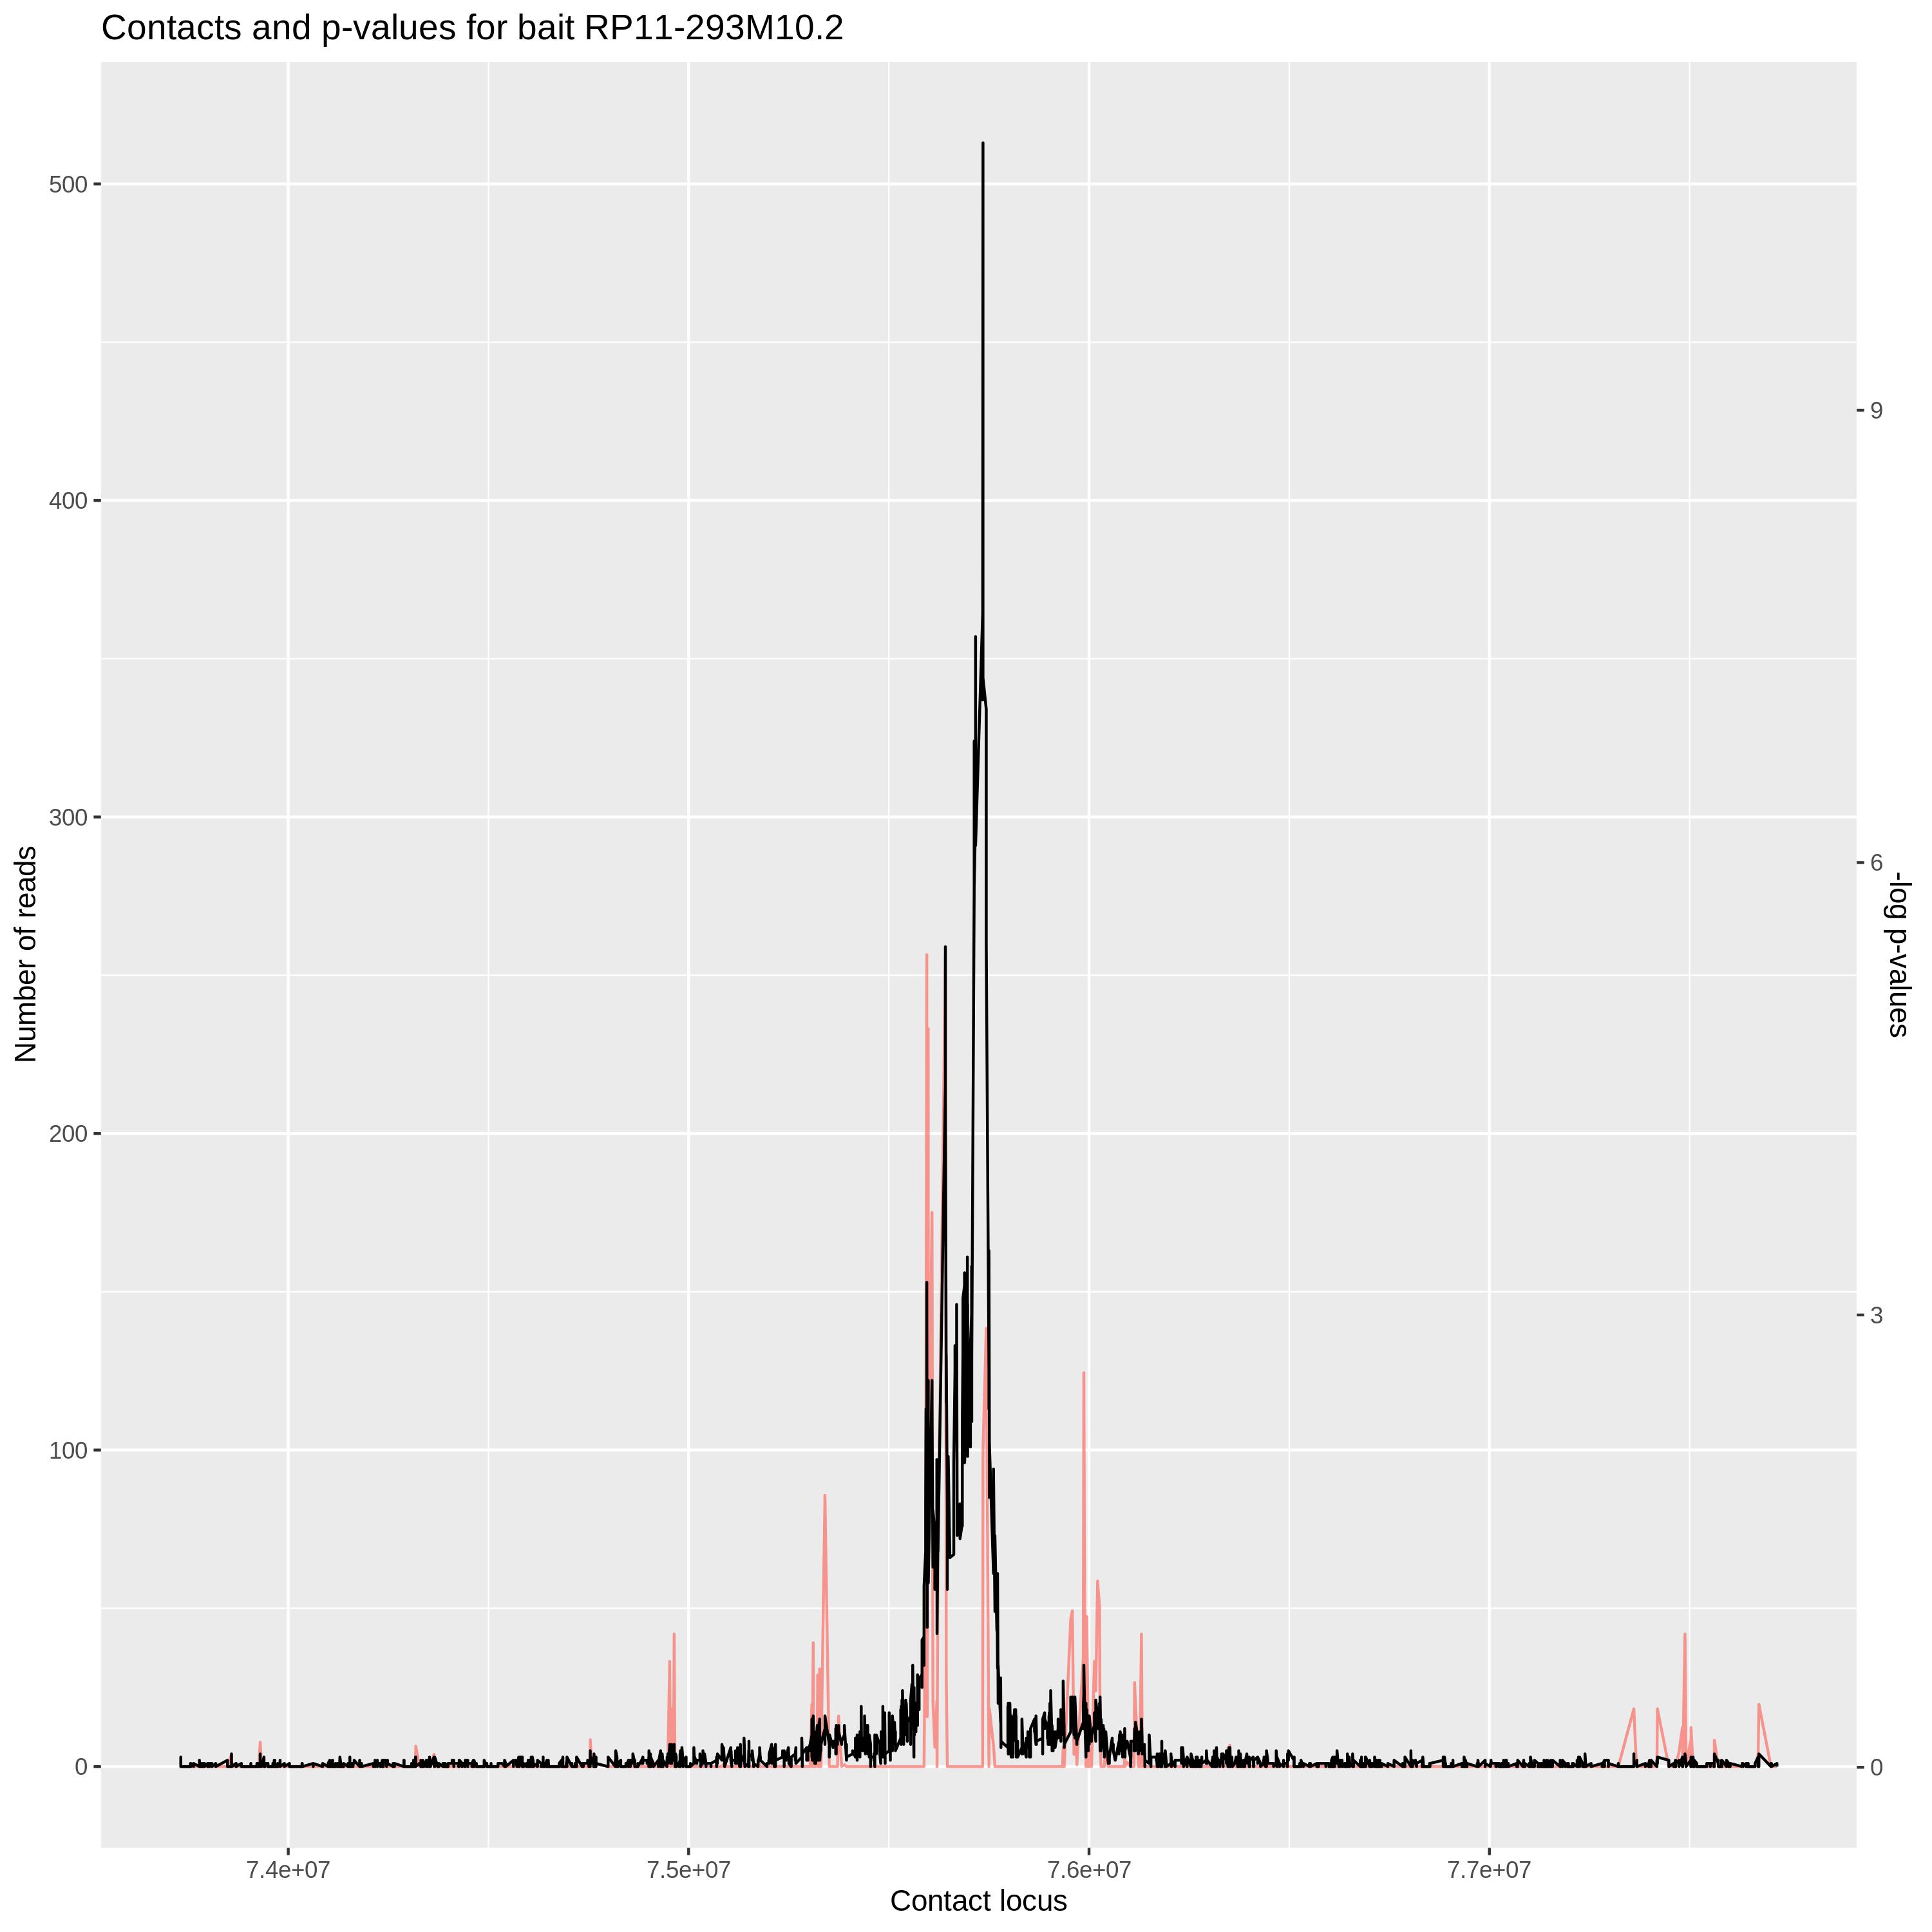 Contacts and p-values for bait RP11-293M10.2
500
400
300
200
100
0
9
6
3
0
Number of reads
-log p-values
7.4e+07
7.5e+07
7.6e+07
7.7e+07
Contact locus